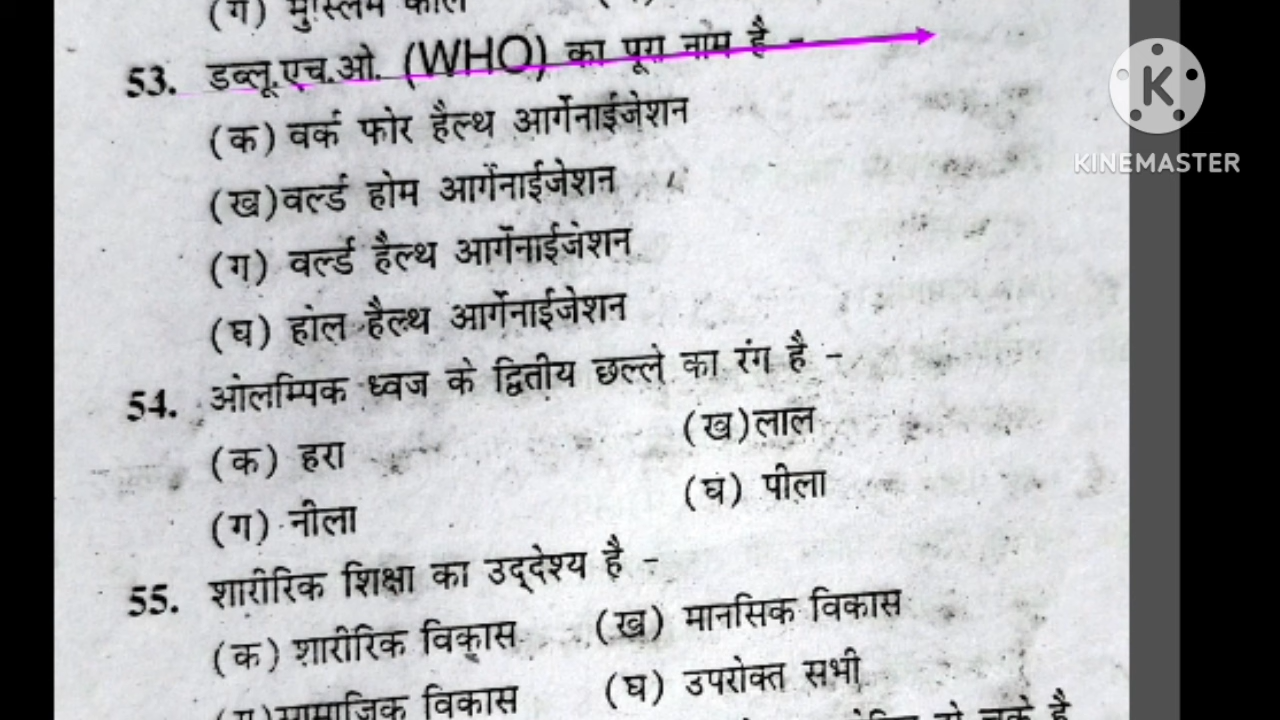 (ग) मुस्लिम काल
53. डब्लू.एच.ओ. (WHO) का पूरा नाम है -
(क) वर्क फोर हैल्थ आर्गेनाईजेशन
(ख)वर्ल्ड होम आर्गेनाईजेशन
(ग) वर्ल्ड हैल्थ आर्गेनाईजेशन
(घ) होल हैल्थ आर्गेनाईजेशन
54. ओलम्पिक ध्वज के द्वितीय छल्ले का रंग है -
(क) हरा (ख)लाल
(ग) नीला (घ) पीला
55. शारीरिक शिक्षा का उद्देश्य है -
(क) शारीरिक विकास (ख) मानसिक विकास
(ग)सामाजिक विकास (घ) उपरोक्त सभी
चुके है
K
KINEMASTER